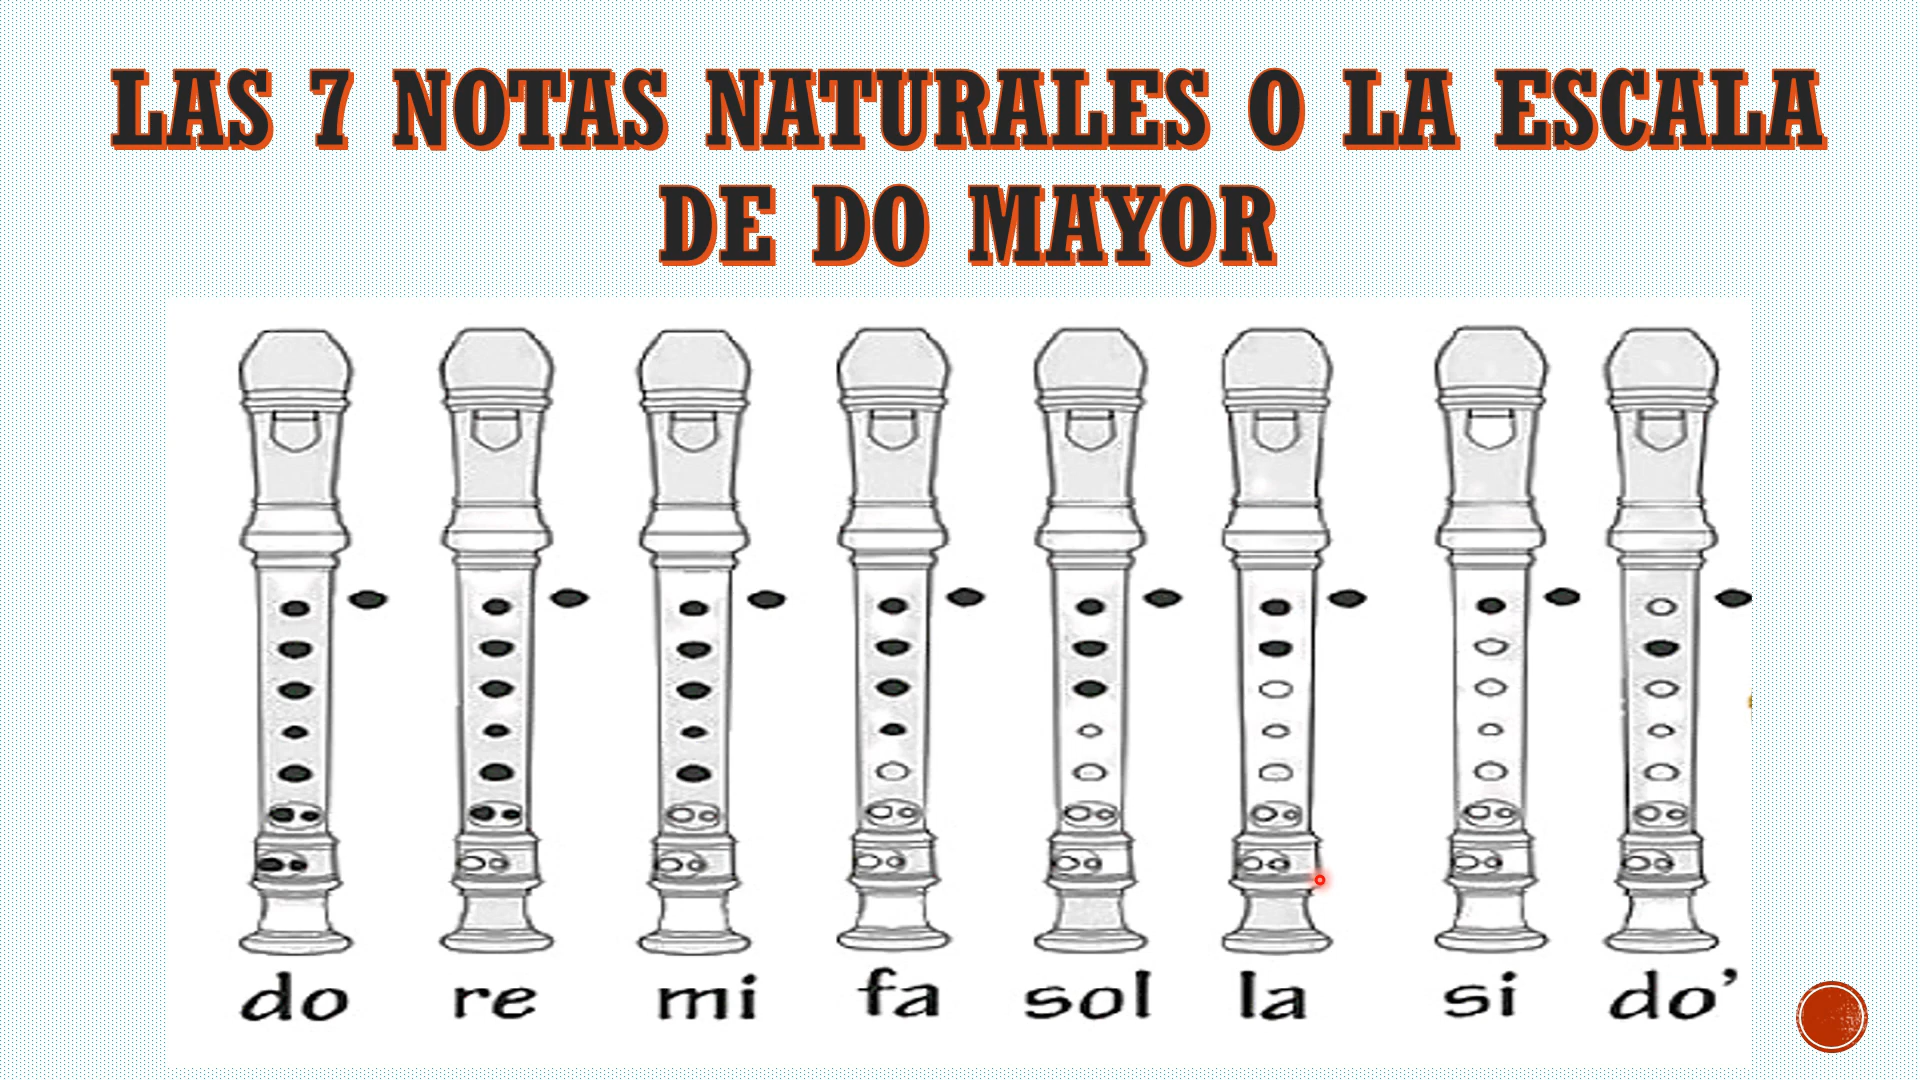 LAS 7 NOTAS NATURALES O LA ESCALA
DE DO MAYOR
do re mi fa sol la si do’